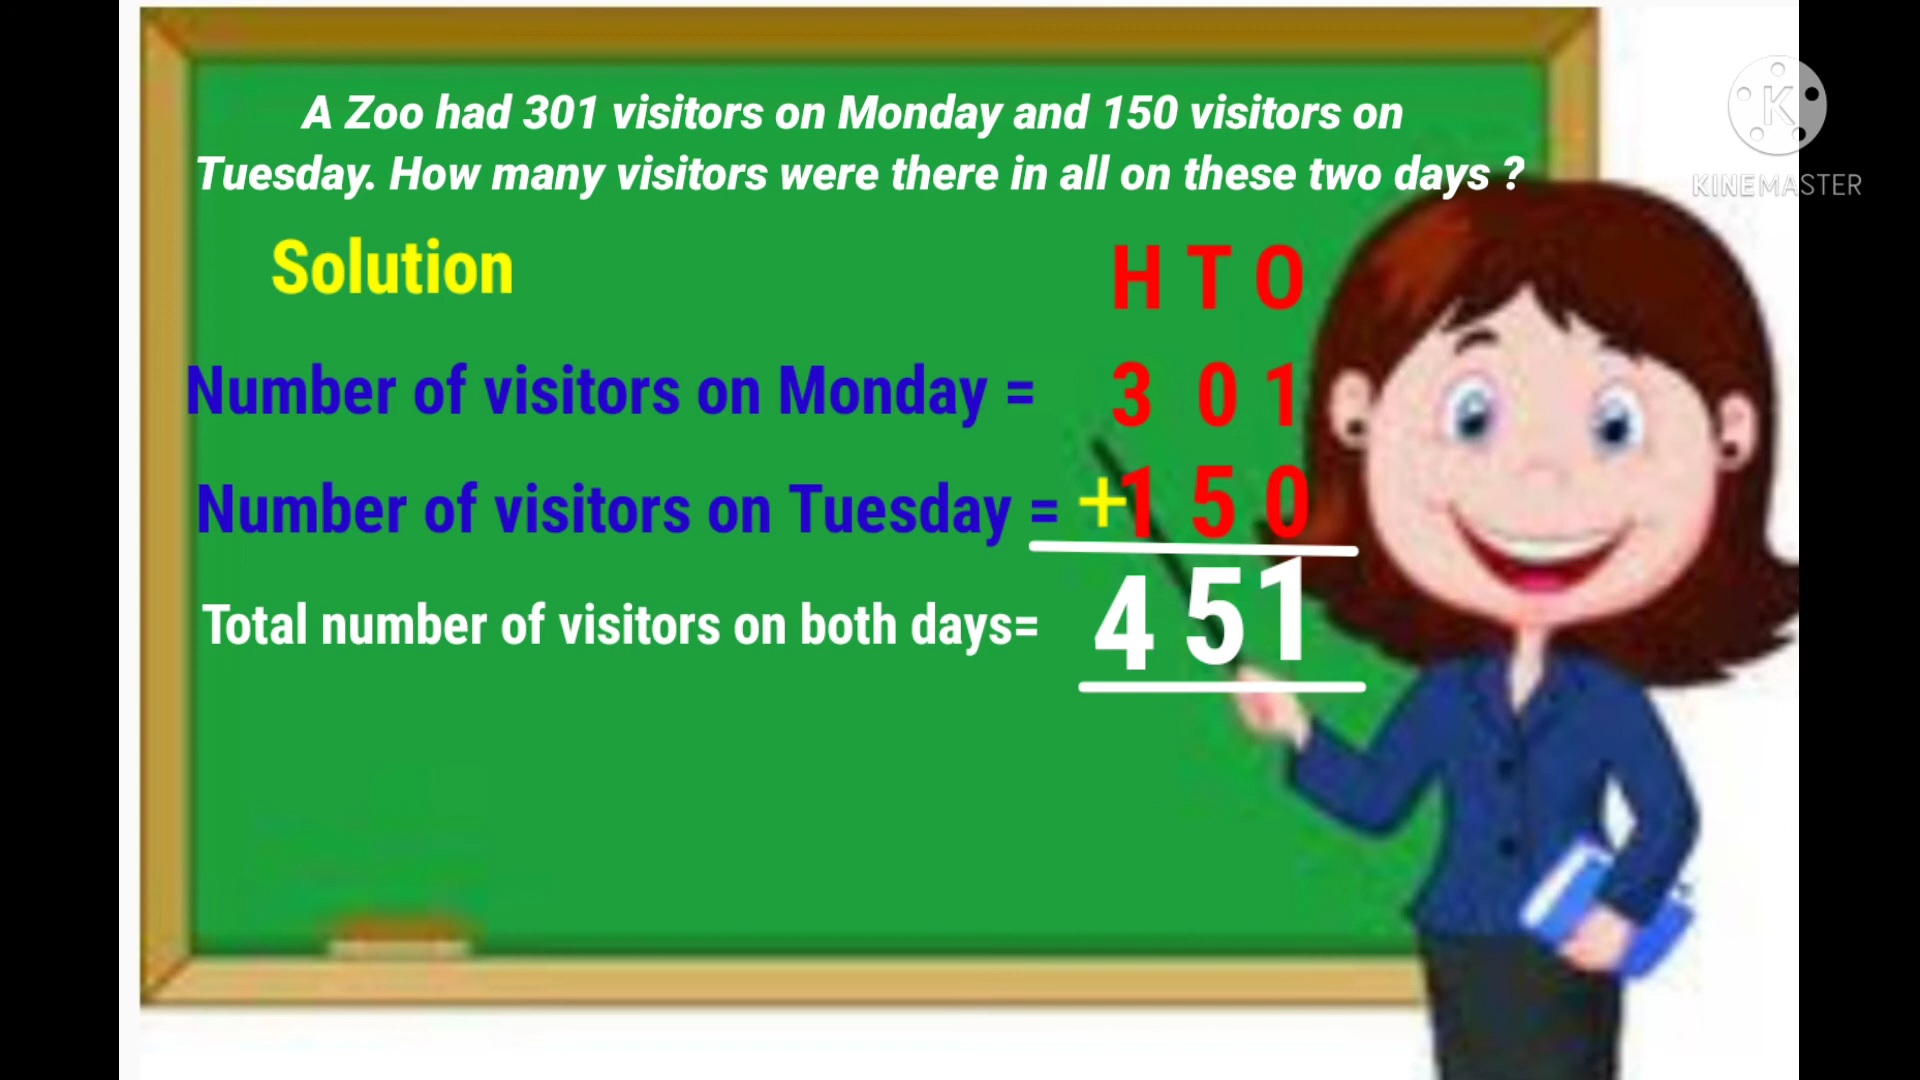 A Zoo had 301 visitors on Monday and 150 visitors on
Tuesday. How many visitors were there in all on these two days ?
Solution
H T O
Number of visitors on Monday = 3 0 1
Number of visitors on Tuesday = +1 5 0
Total number of visitors on both days= 4 5 1
K
KINEMASTER